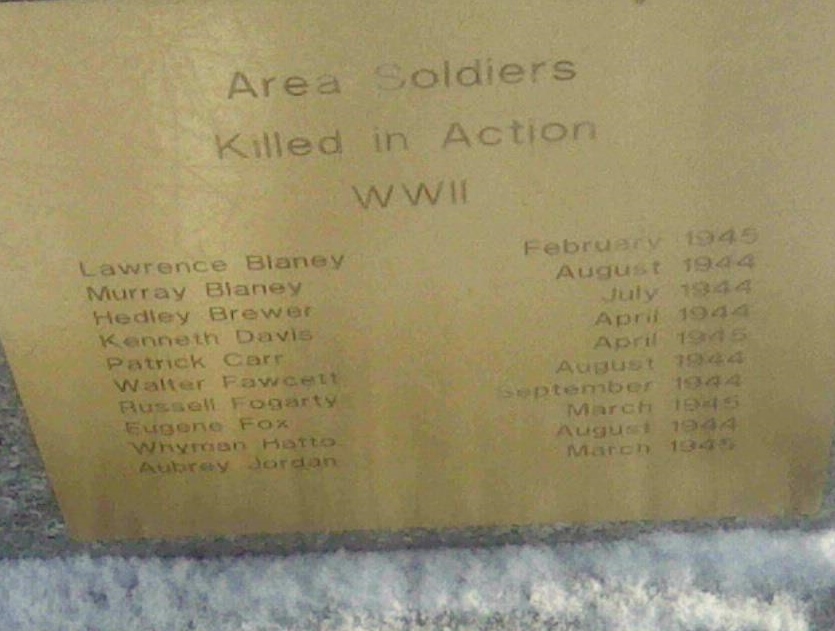 Area Soldiers
Killed in Action
WWII
Lawrence Blaney February 1945
Murray Blaney August 1944
Hedley Brewer July 1944
Kenneth Davis April 1944
Patrick Carr April 1945
Walter Fawcett August 1944
Russell Fogarty September 1944
Eugene Fox March 1945
Whyman Hatto August 1944
Aubrey Jordan March 1945